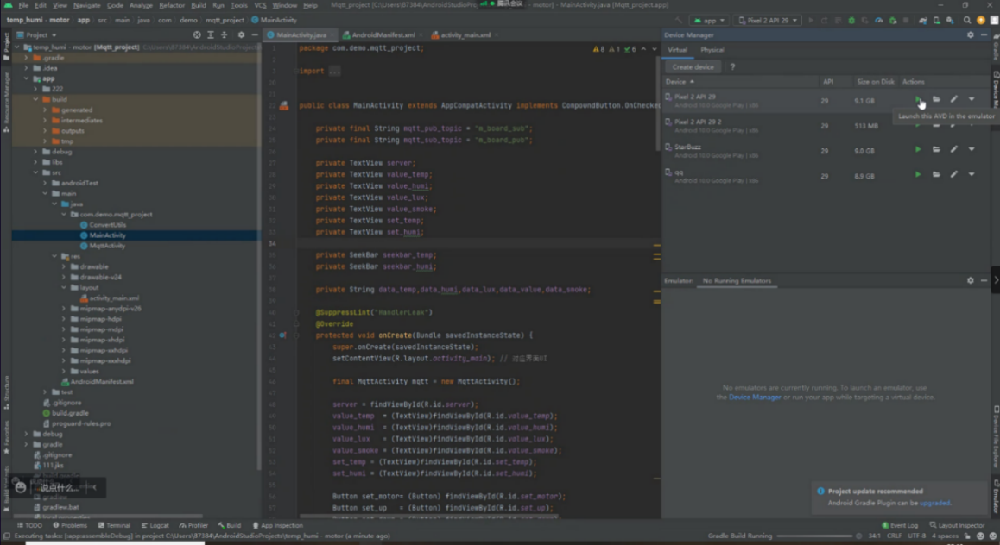 File Edit View Navigate Code Analyze Refactor Build Run Tools VCS Window Help
腾讯会议
temp_humi - motor app src main java com demo mqtt_project MainActivity
app Pixel 2 API 29
Project
MainActivity.java AndroidManifest.xml activity_main.xml
Device Manager
temp_humi - motor [Mqtt_project]
.gradle
.idea
app
222
build
generated
intermediates
outputs
tmp
debug
libs
src
androidTest
main
java
com.demo.mqtt_project
ConvertUtils
MainActivity
MqttActivity
res
drawable
drawable-v24
layout
activity_main.xml
mipmap-anydpi-v26
mipmap-hdpi
mipmap-mdpi
mipmap-xhdpi
mipmap-xxhdpi
mipmap-xxxhdpi
values
AndroidManifest.xml
test
.gitignore
build.gradle
proguard-rules.pro
debug
gradle
.gitignore
111.jks
说点什么...
gradlew.bat
package com.demo.mqtt_project;
import ...
public class MainActivity extends AppCompatActivity implements CompoundButton.OnChecke
private final String mqtt_pub_topic = "m_board_sub";
private final String mqtt_sub_topic = "m_board_pub";
private TextView server;
private TextView value_temp;
private TextView value_humi;
private TextView value_lux;
private TextView value_smoke;
private TextView set_temp;
private TextView set_humi;
34
private SeekBar seekbar_temp;
private SeekBar seekbar_humi;
private String data_temp,data_humi,data_lux,data_value,data_smoke;
@SuppressLint("HandlerLeak")
@Override
protected void onCreate(Bundle savedInstanceState) {
super.onCreate(savedInstanceState);
setContentView(R.layout.activity_main);
final MqttActivity mqtt = new MqttActivity();
server = findViewById(R.id.server);
value_temp = (TextView)findViewById(R.id.value_temp);
value_humi = (TextView)findViewById(R.id.value_humi);
value_lux = (TextView)findViewById(R.id.value_lux);
value_smoke = (TextView)findViewById(R.id.value_smoke);
set_temp = (TextView)findViewById(R.id.set_temp);
set_humi = (TextView)findViewById(R.id.set_humi);
Button set_motor= (Button) findViewById(R.id.set_motor);
Button set_up = (Button) findViewById(R.id.set_up);
Virtual Physical
Create device ?
Device API Size on Disk Actions
Pixel 2 API 29
Android 10.0 Google Play | x86
29 9.1 GB
Launch this AVD in the emulator
Pixel 2 API 29 2
Android 10.0 Google Play | x86
29 513 MB
StarBuzz
Android 10.0 Google Play | x86
29 9.0 GB
qq
Android 10.0 Google Play | x86
29 8.9 GB
Emulator: No Running Emulators
No emulators are currently running. To launch an emulator, use
the Device Manager or run your app while targeting a virtual device.
Project update recommended
Android Gradle Plugin can be upgraded.
TODO Problems Terminal Logcat Profiler Build App Inspection
Event Log Layout Inspector
Executing tasks: [:app:assembleDebug] in project C:\Users\87384\AndroidStudioProjects\temp_humi - motor (a minute ago)
Gradle Build Running 34:1 CRLF UTF-8 4 spaces